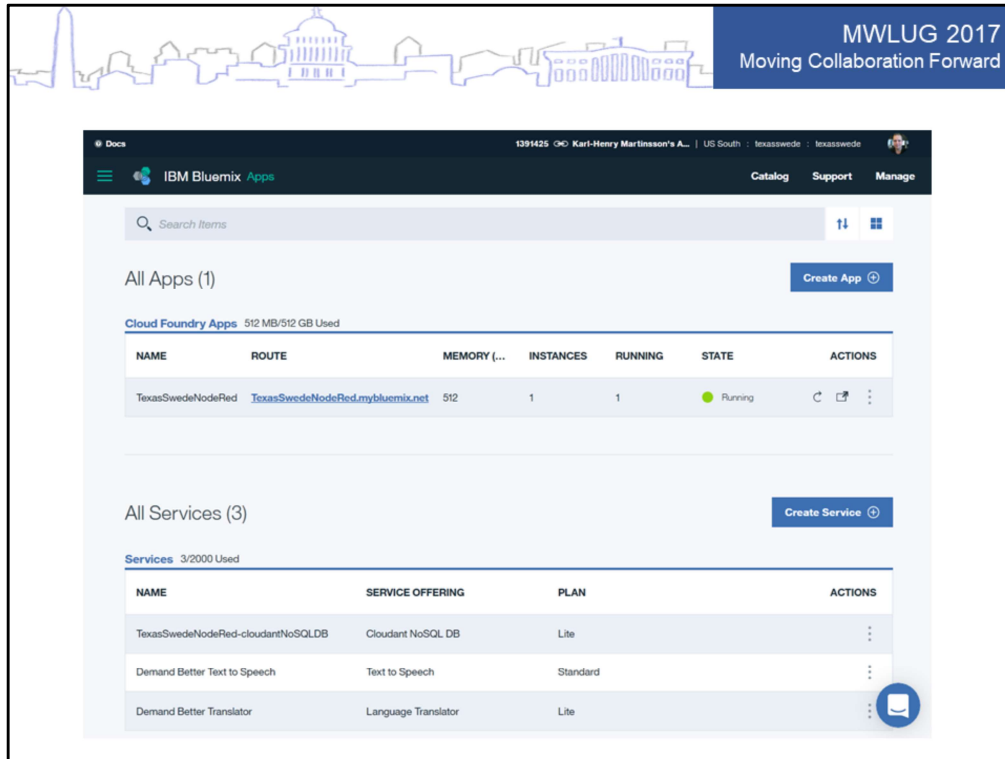 MWLUG 2017
Moving Collaboration Forward
Docs 1391425 Karl-Henry Martinsson's A... | US South : texasswede : texasswede
IBM Bluemix Apps Catalog Support Manage
Search Items
All Apps (1) Create App
Cloud Foundry Apps 512 MB/512 GB Used
NAME ROUTE MEMORY (... INSTANCES RUNNING STATE ACTIONS
TexasSwedeNodeRed TexasSwedeNodeRed.mybluemix.net 512 1 1 Running
All Services (3) Create Service
Services 3/2000 Used
NAME SERVICE OFFERING PLAN ACTIONS
TexasSwedeNodeRed-cloudantNoSQLDB Cloudant NoSQL DB Lite
Demand Better Text to Speech Text to Speech Standard
Demand Better Translator Language Translator Lite